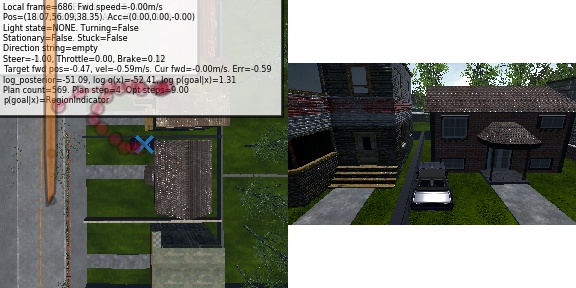 Local frame=686. Fwd speed=-0.00m/s
Pos=(18.07,56.09,38.35). Acc=(0.00,0.00,-0.00)
Light state=NONE. Turning=False
Stationary=False. Stuck=False
Direction string=empty
Steer=-1.00, Throttle=0.00, Brake=0.12
Target fwd pos=-0.47, vel=-0.59m/s. Cur fwd=-0.00m/s. Err=-0.59
log_posterior=-51.09, log q(x)=-52.41, log p(goal|x)=1.31
Plan count=569. Plan step=4. Opt steps=9.00
p(goal|x)=RegionIndicator